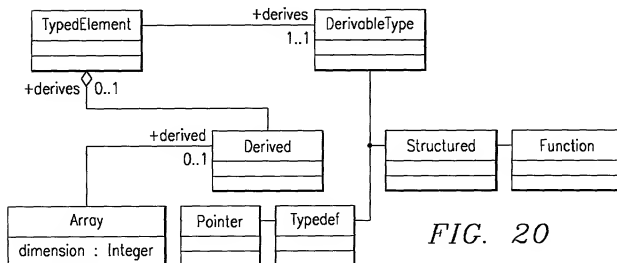 TypedElement
+derives
1..1
DerivableType
+derives
0..1
+derived
0..1
Derived
Structured
Function
Array
dimension : Integer
Pointer
Typedef
FIG. 20